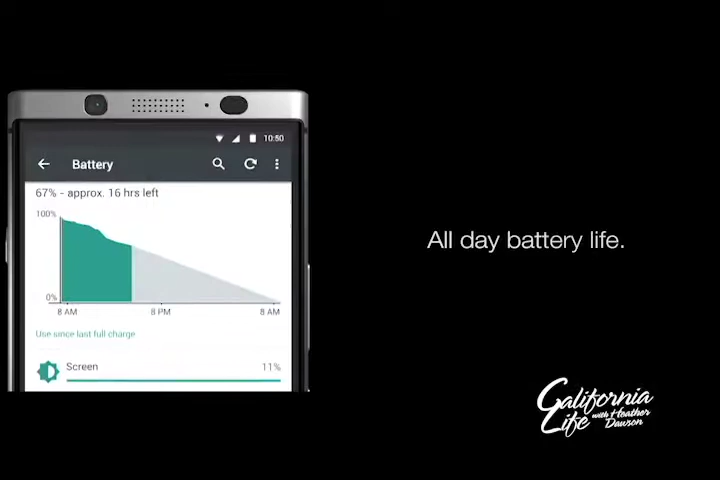 10:50
Battery
67% - approx. 16 hrs left
100%
0%
8 AM 8 PM 8 AM
Use since last full charge
Screen 11%
All day battery life.
California
Life with Heather
Dawson